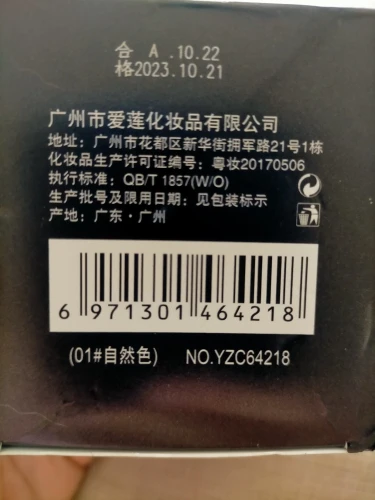 合 A .10.22
格2023.10.21
广州市爱莲化妆品有限公司
地址：广州市花都区新华街拥军路21号1栋
化妆品生产许可证编号：粤妆20170506
执行标准：QB/T 1857(W/O)
生产批号及限用日期：见包装标示
产地：广东·广州
6 971301 464218
(01#自然色) NO.YZC64218